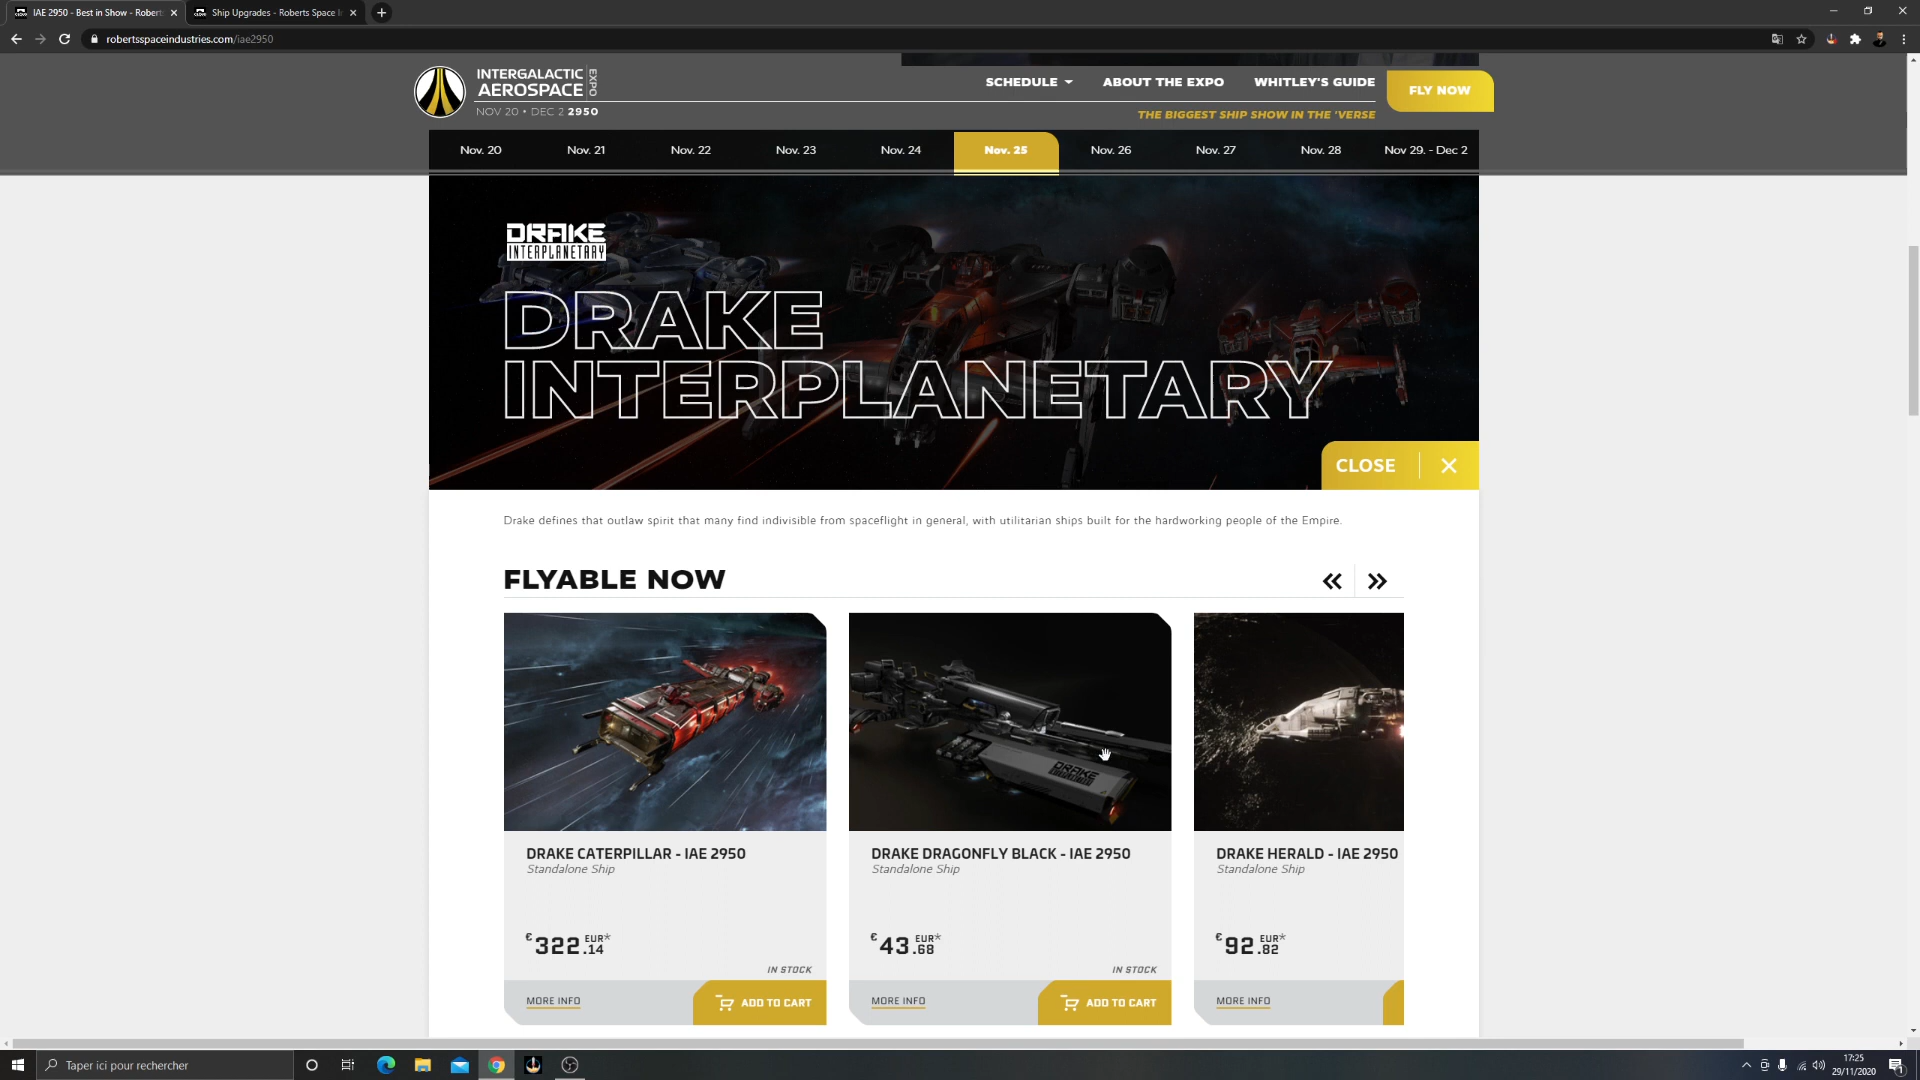 IAE 2950 - Best in Show - Robert
Ship Upgrades - Roberts Space I
robertsspaceindustries.com/iae2950
INTERGALACTIC
AEROSPACE
EXPO
NOV 20 • DEC 2 2950
SCHEDULE
ABOUT THE EXPO
WHITLEY'S GUIDE
FLY NOW
THE BIGGEST SHIP SHOW IN THE 'VERSE
Nov. 20
Nov. 21
Nov. 22
Nov. 23
Nov. 24
Nov. 25
Nov. 26
Nov. 27
Nov. 28
Nov 29. - Dec 2
DRAKE
INTERPLANETARY
DRAKE
INTERPLANETARY
CLOSE
Drake defines that outlaw spirit that many find indivisible from spaceflight in general, with utilitarian ships built for the hardworking people of the Empire.
FLYABLE NOW
DRAKE
DRAKE CATERPILLAR - IAE 2950
Standalone Ship
€ 322.14 EUR*
IN STOCK
MORE INFO
ADD TO CART
DRAKE DRAGONFLY BLACK - IAE 2950
Standalone Ship
€ 43.68 EUR*
IN STOCK
MORE INFO
ADD TO CART
DRAKE HERALD - IAE 2950
Standalone Ship
€ 92.82 EUR*
MORE INFO
Taper ici pour rechercher
17:25
29/11/2020